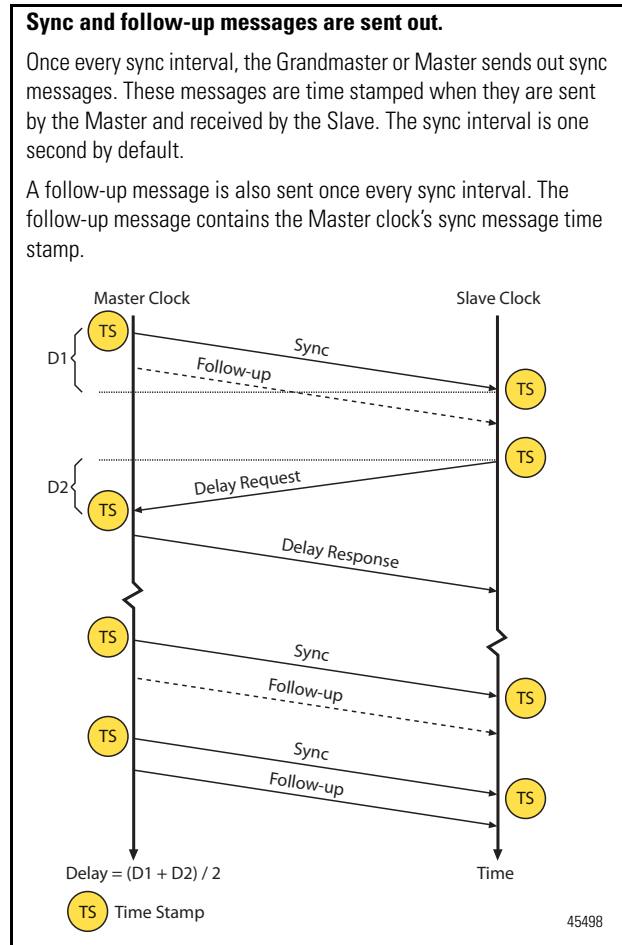 Sync and follow-up messages are sent out.
Once every sync interval, the Grandmaster or Master sends out sync
messages. These messages are time stamped when they are sent
by the Master and received by the Slave. The sync interval is one
second by default.
A follow-up message is also sent once every sync interval. The
follow-up message contains the Master clock's sync message time
stamp.
Master Clock
Slave Clock
TS
D1
Sync
Follow-up
TS
TS
D2
Delay Request
TS
Delay Response
TS
Sync
Follow-up
TS
TS
Sync
Follow-up
TS
Delay = (D1 + D2) / 2
Time
TS Time Stamp
45498